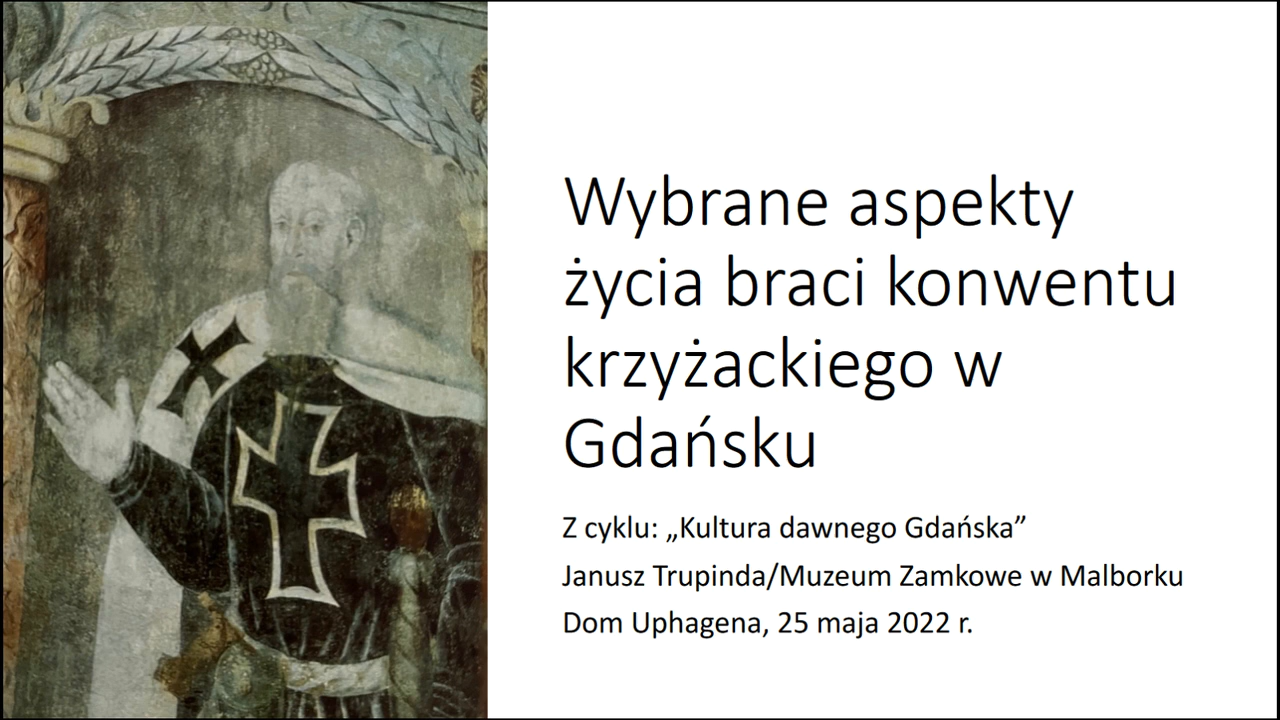 Wybrane aspekty
życia braci konwentu
krzyżackiego w
Gdańsku
Z cyklu: „Kultura dawnego Gdańska”
Janusz Trupinda/Muzeum Zamkowe w Malborku
Dom Uphagena, 25 maja 2022 r.